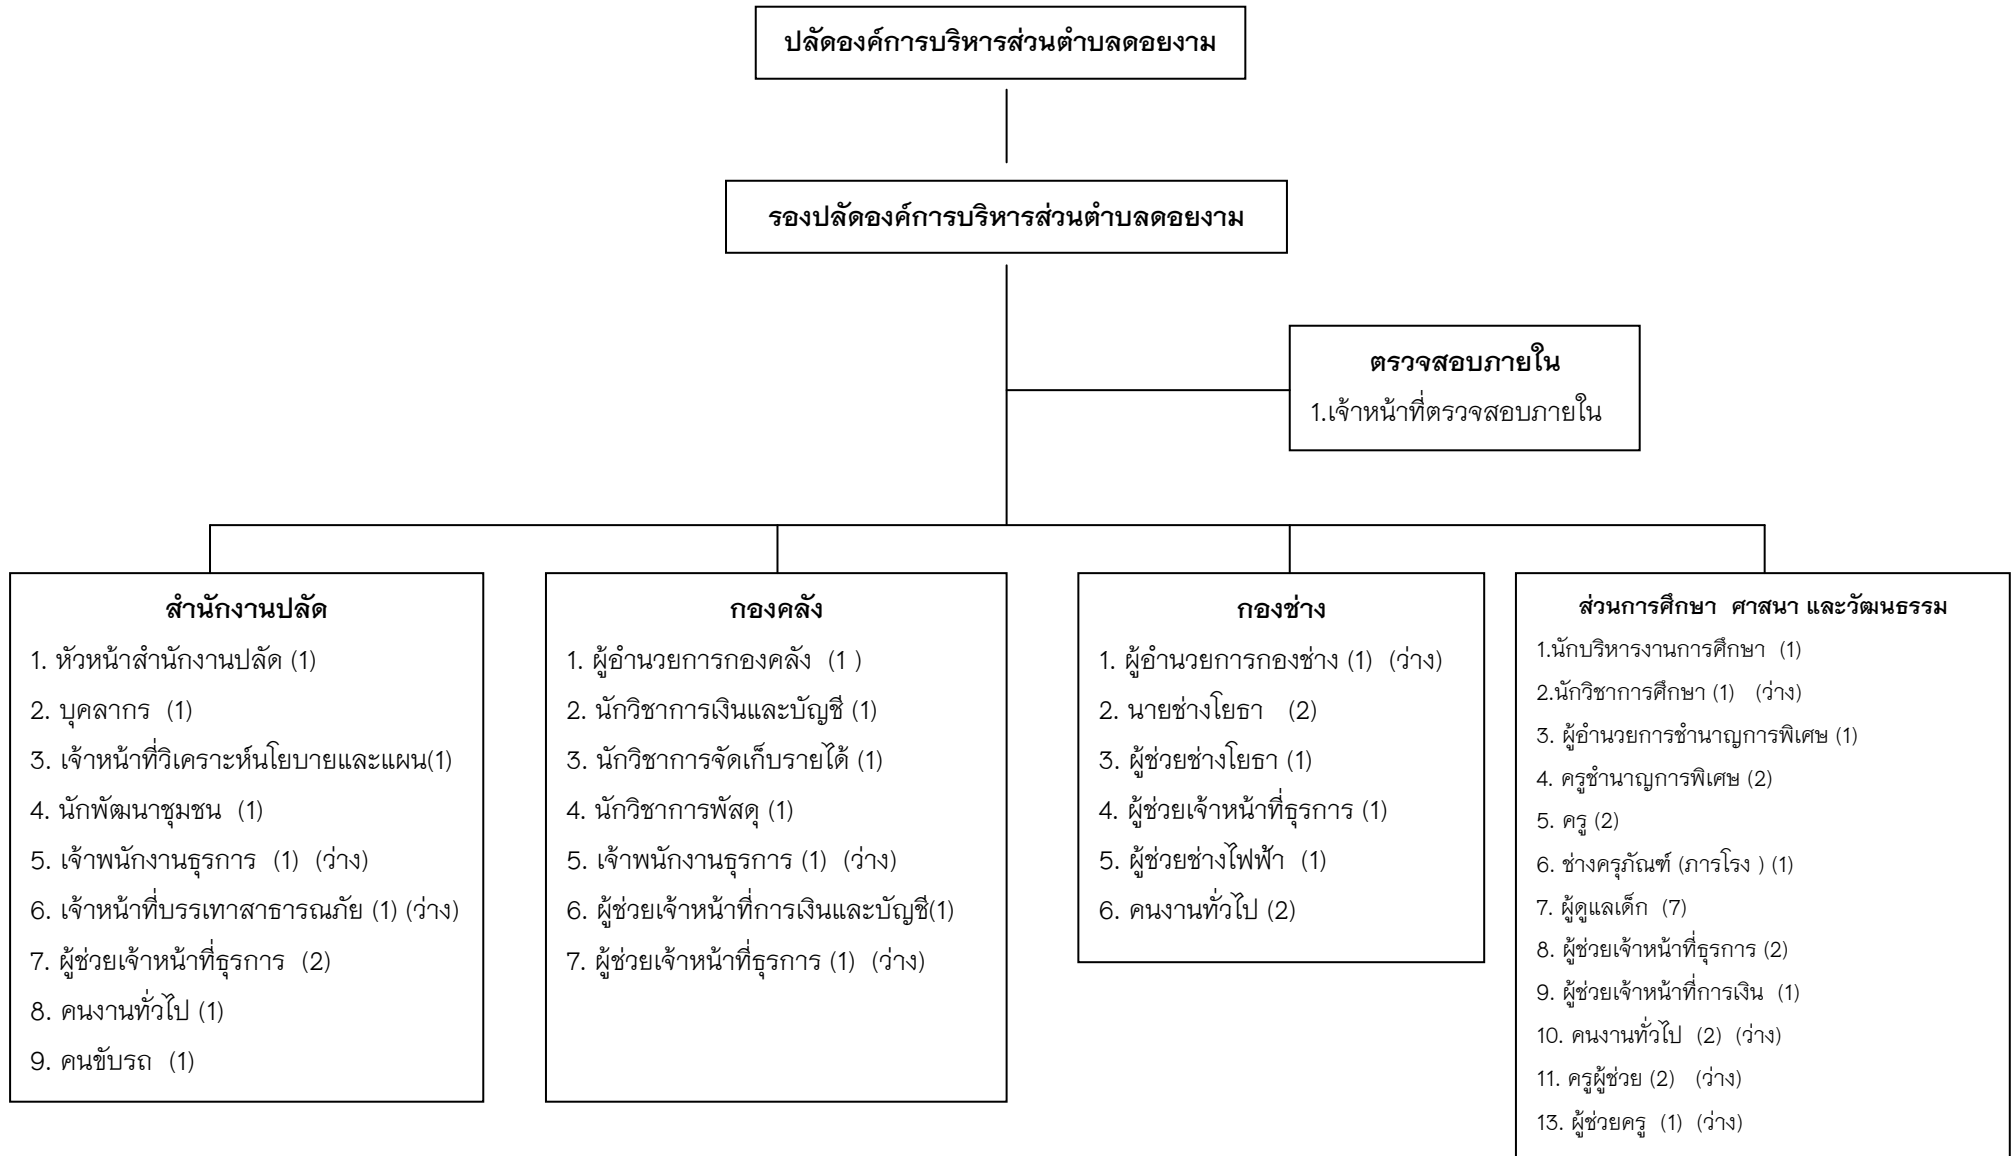 ปลัดองค์การบริหารส่วนตำบลดอยงาม
รองปลัดองค์การบริหารส่วนตำบลดอยงาม
ตรวจสอบภายใน
1.เจ้าหน้าที่ตรวจสอบภายใน
สำนักงานปลัด
1. หัวหน้าสำนักงานปลัด (1)
2. บุคลากร (1)
3. เจ้าหน้าที่วิเคราะห์นโยบายและแผน(1)
4. นักพัฒนาชุมชน (1)
5. เจ้าพนักงานธุรการ (1) (ว่าง)
6. เจ้าหน้าที่บรรเทาสาธารณภัย (1) (ว่าง)
7. ผู้ช่วยเจ้าหน้าที่ธุรการ (2)
8. คนงานทั่วไป (1)
9. คนขับรถ (1)
กองคลัง
1. ผู้อำนวยการกองคลัง (1 )
2. นักวิชาการเงินและบัญชี (1)
3. นักวิชาการจัดเก็บรายได้ (1)
4. นักวิชาการพัสดุ (1)
5. เจ้าพนักงานธุรการ (1) (ว่าง)
6. ผู้ช่วยเจ้าหน้าที่การเงินและบัญชี(1)
7. ผู้ช่วยเจ้าหน้าที่ธุรการ (1) (ว่าง)
กองช่าง
1. ผู้อำนวยการกองช่าง (1) (ว่าง)
2. นายช่างโยธา (2)
3. ผู้ช่วยช่างโยธา (1)
4. ผู้ช่วยเจ้าหน้าที่ธุรการ (1)
5. ผู้ช่วยช่างไฟฟ้า (1)
6. คนงานทั่วไป (2)
ส่วนการศึกษา ศาสนา และวัฒนธรรม
1.นักบริหารงานการศึกษา (1)
2.นักวิชาการศึกษา (1) (ว่าง)
3. ผู้อำนวยการชำนาญการพิเศษ (1)
4. ครูชำนาญการพิเศษ (2)
5. ครู (2)
6. ช่างครุภัณฑ์ (ภารโรง ) (1)
7. ผู้ดูแลเด็ก (7)
8. ผู้ช่วยเจ้าหน้าที่ธุรการ (2)
9. ผู้ช่วยเจ้าหน้าที่การเงิน (1)
10. คนงานทั่วไป (2) (ว่าง)
11. ครูผู้ช่วย (2) (ว่าง)
13. ผู้ช่วยครู (1) (ว่าง)